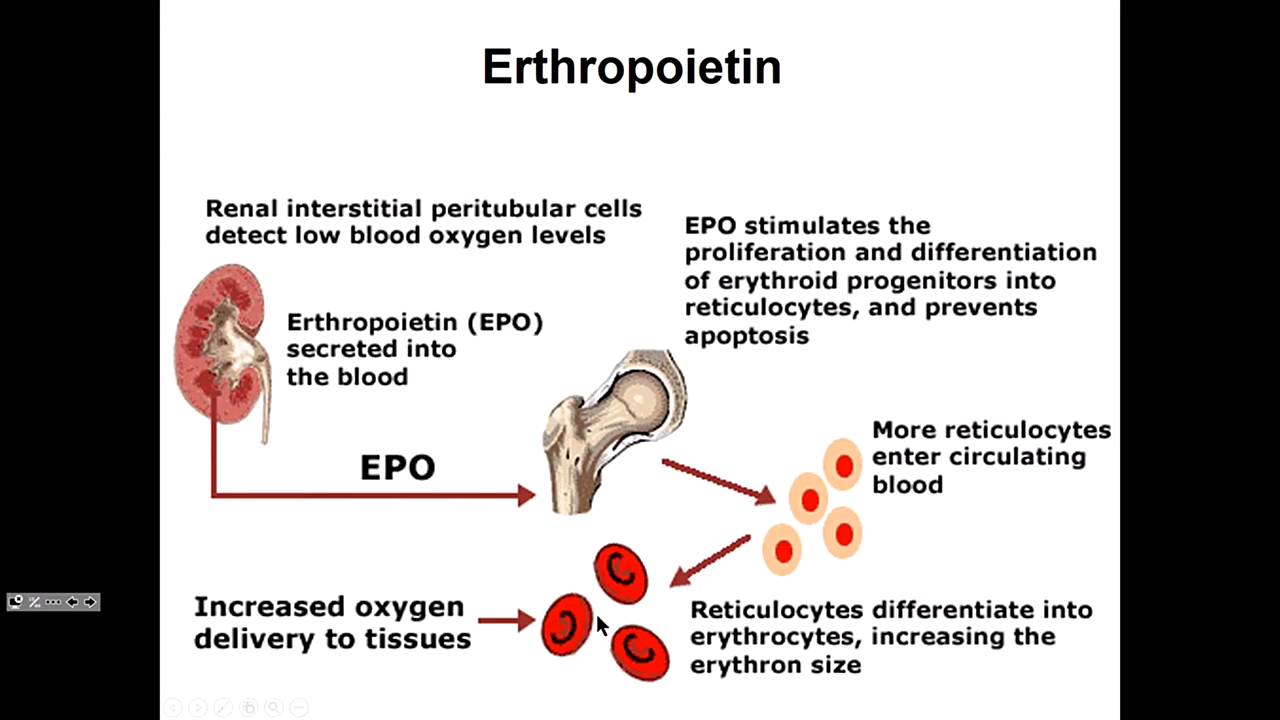 Erthropoietin
Renal interstitial peritubular cells
detect low blood oxygen levels
Erthropoietin (EPO)
secreted into
the blood
EPO stimulates the
proliferation and differentiation
of erythroid progenitors into
reticulocytes, and prevents
apoptosis
EPO
More reticulocytes
enter circulating
blood
Increased oxygen
delivery to tissues
Reticulocytes differentiate into
erythrocytes, increasing the
erythron size